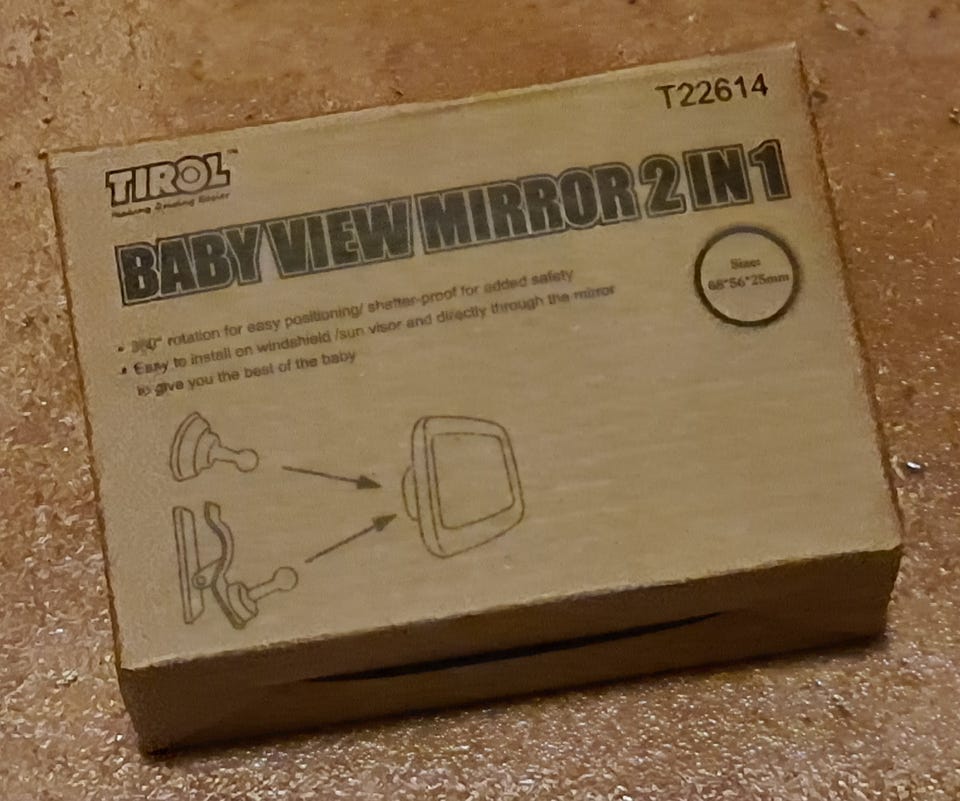 T22614
TIROL™
BABY VIEW MIRROR 2 IN 1
Size:
68*56*25mm
• 360° rotation for easy positioning/ shatter-proof for added safety
• Easy to install on windshield /sun visor and directly through the mirror
to give you the best of the baby